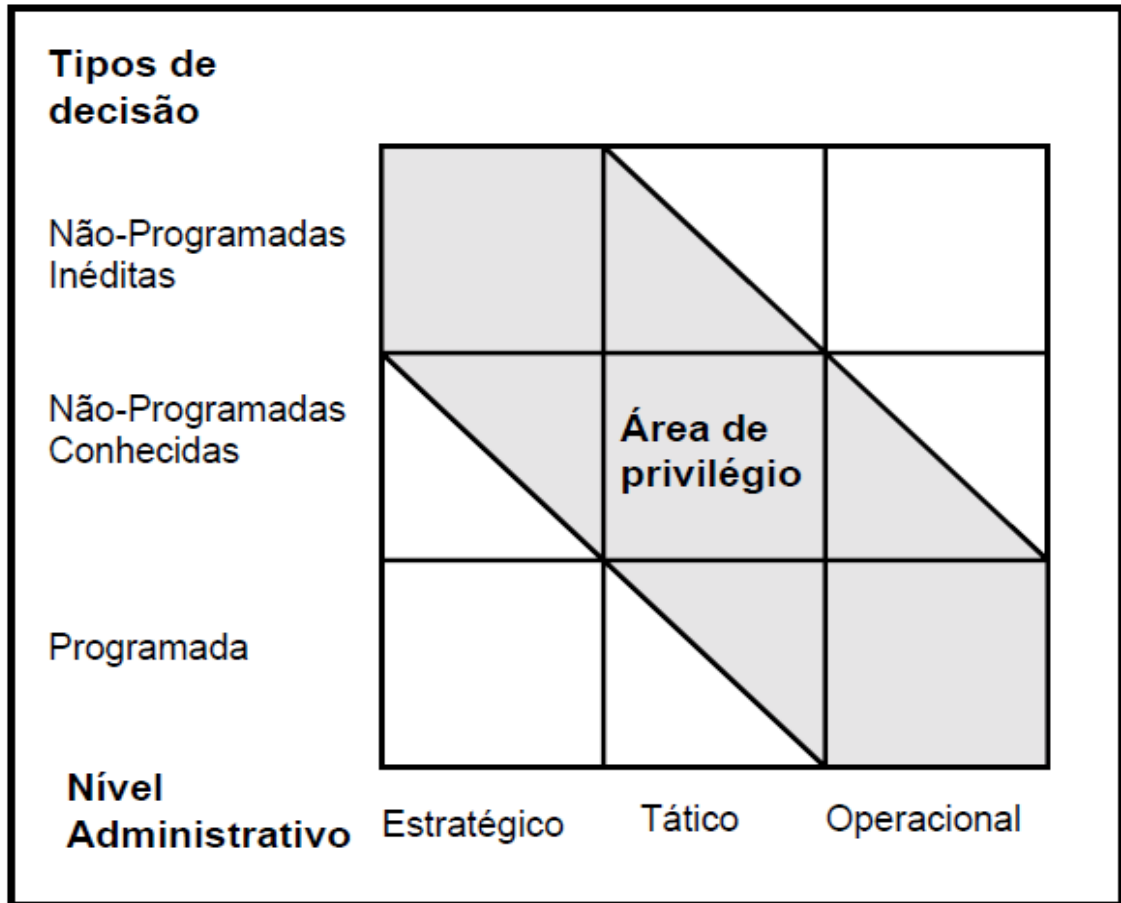 Tipos de
decisão
Não-Programadas
Inéditas
Não-Programadas
Conhecidas
Área de
privilégio
Programada
Nível
Administrativo
Estratégico
Tático
Operacional